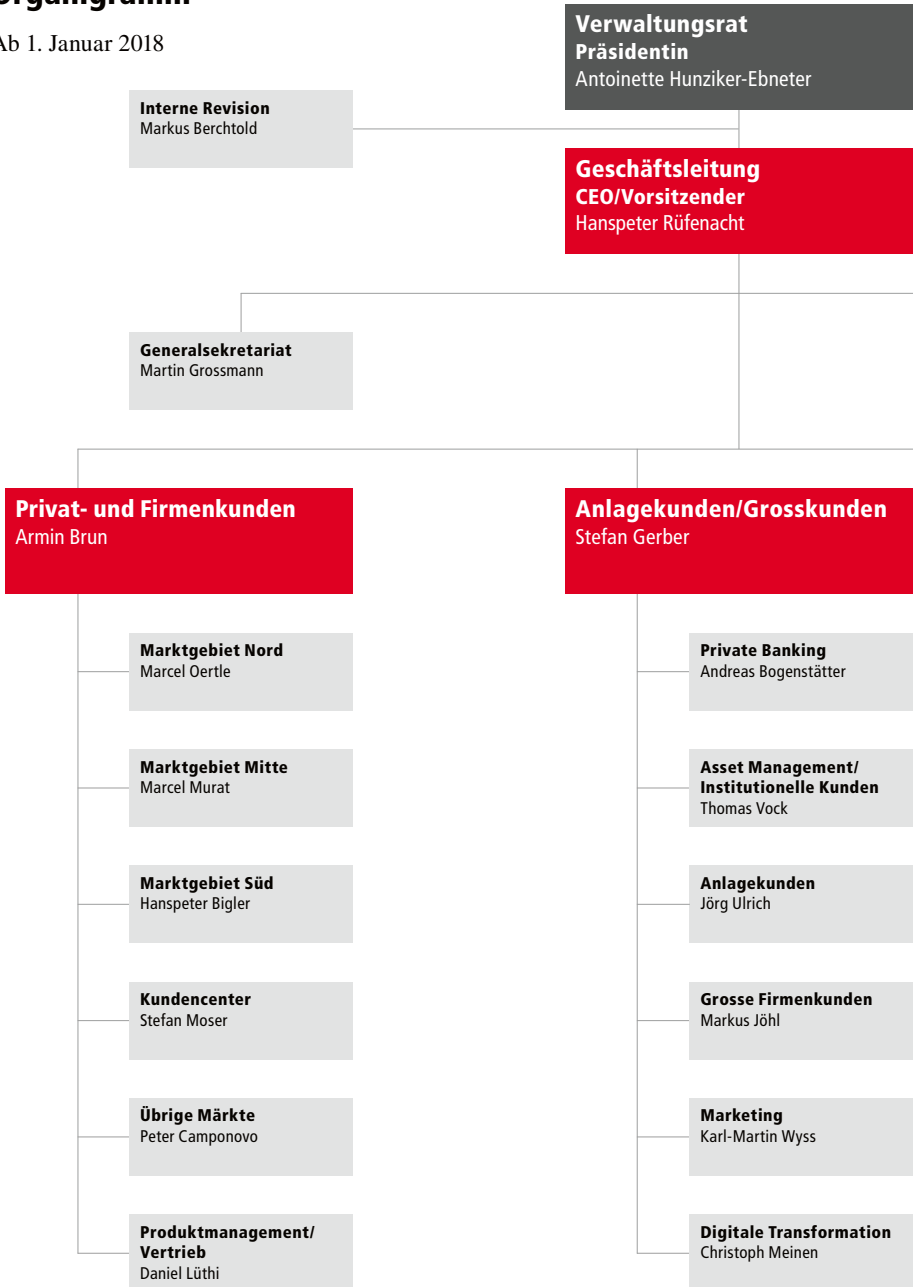 Organigramm
Ab 1. Januar 2018
Verwaltungsrat
Präsidentin
Antoinette Hunziker-Ebneter
Interne Revision
Markus Berchtold
Geschäftsleitung
CEO/Vorsitzender
Hanspeter Rüfenacht
Generalsekretariat
Martin Grossmann
Privat- und Firmenkunden
Armin Brun
Marktgebiet Nord
Marcel Oertle
Marktgebiet Mitte
Marcel Murat
Marktgebiet Süd
Hanspeter Bigler
Kundencenter
Stefan Moser
Übrige Märkte
Peter Camponovo
Produktmanagement/
Vertrieb
Daniel Lüthi
Anlagekunden/Grosskunden
Stefan Gerber
Private Banking
Andreas Bogenstätter
Asset Management/
Institutionelle Kunden
Thomas Vock
Anlagekunden
Jörg Ulrich
Grosse Firmenkunden
Markus Jöhl
Marketing
Karl-Martin Wyss
Digitale Transformation
Christoph Meinen